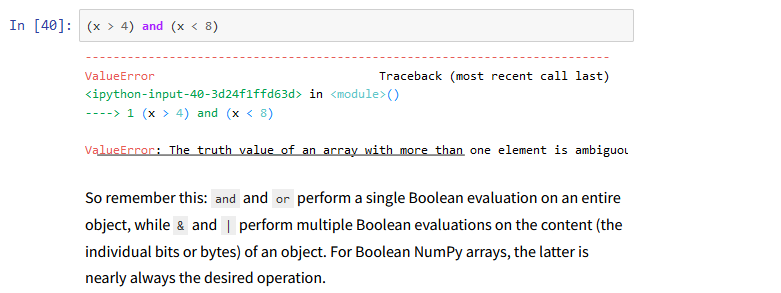 In [40]: (x > 4) and (x < 8)
---------------------------------------------------------------------------
ValueError Traceback (most recent call last)
<ipython-input-40-3d24f1ffd63d> in <module>()
----> 1 (x > 4) and (x < 8)
ValueError: The truth value of an array with more than one element is ambiguou
So remember this: and and or perform a single Boolean evaluation on an entire
object, while & and | perform multiple Boolean evaluations on the content (the
individual bits or bytes) of an object. For Boolean NumPy arrays, the latter is
nearly always the desired operation.